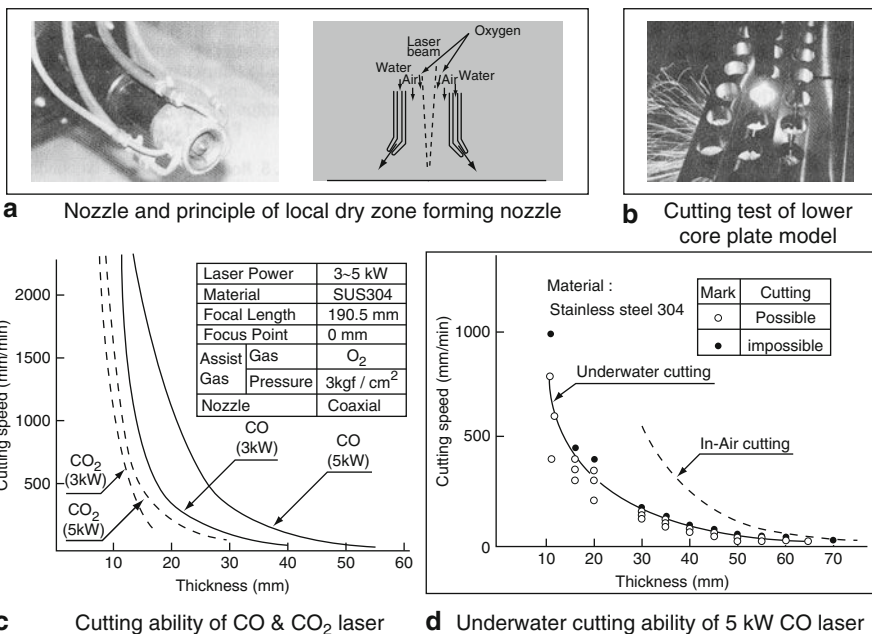 Oxygen
Laser
beam
Water Air Air Water
a Nozzle and principle of local dry zone forming nozzle
b Cutting test of lower
core plate model
Cutting speed (mm/min)
2000
1500
1000
500
10 20 30 40 50 60
Thickness (mm)
Laser Power 3~5 kW
Material SUS304
Focal Length 190.5 mm
Focus Point 0 mm
Assist Gas Gas O₂
Pressure 3kgf / cm²
Nozzle Coaxial
CO₂
(3kW)
CO₂
(5kW)
CO
(3kW)
CO
(5kW)
c Cutting ability of CO & CO₂ laser
Cutting speed (mm/min)
1000
500
0
10 20 30 40 50 60 70
Thickness (mm)
Material :
Stainless steel 304
Mark Cutting
○ Possible
● impossible
Underwater cutting
In-Air cutting
d Underwater cutting ability of 5 kW CO laser